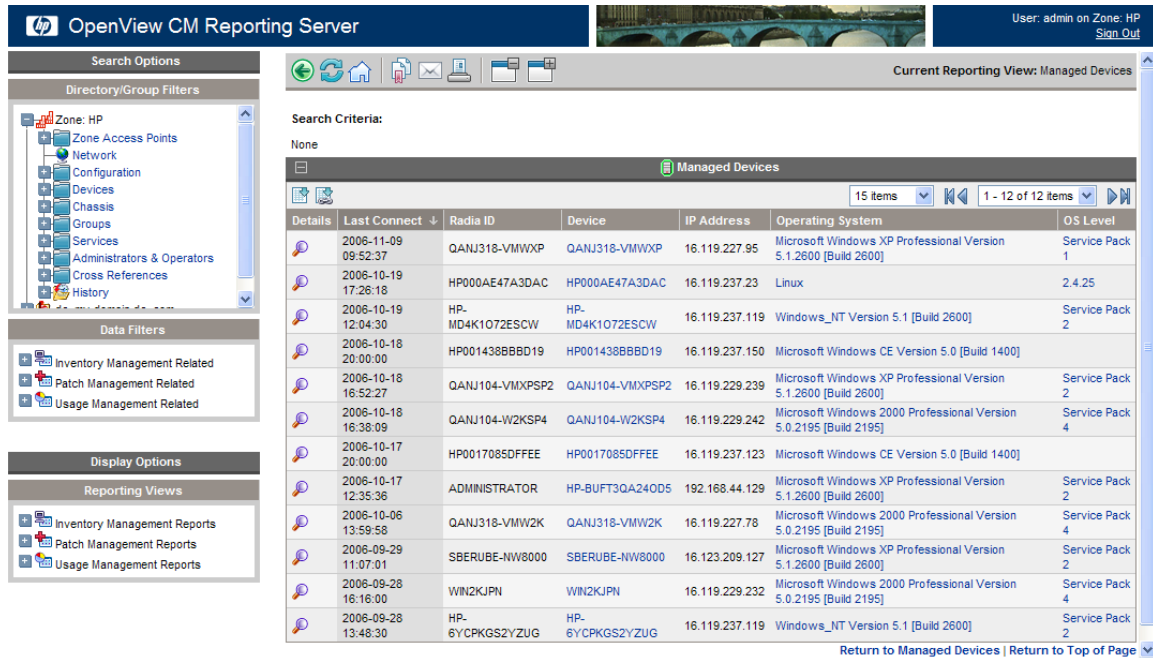 hp OpenView CM Reporting Server
User: admin on Zone: HP
Sign Out
Search Options
Directory/Group Filters
Zone: HP
Zone Access Points
Network
Configuration
Devices
Chassis
Groups
Services
Administrators & Operators
Cross References
History
Data Filters
Inventory Management Related
Patch Management Related
Usage Management Related
Display Options
Reporting Views
Inventory Management Reports
Patch Management Reports
Usage Management Reports
Current Reporting View: Managed Devices
Search Criteria:
None
Managed Devices
15 items 1 - 12 of 12 items
Details Last Connect Radia ID Device IP Address Operating System OS Level
2006-11-09 09:52:37 QANJ318-VMWXP QANJ318-VMWXP 16.119.227.95 Microsoft Windows XP Professional Version 5.1.2600 [Build 2600] Service Pack 1
2006-10-19 17:26:18 HP000AE47A3DAC HP000AE47A3DAC 16.119.237.23 Linux 2.4.25
2006-10-19 12:04:30 HP-MD4K1O72ESCW HP-MD4K1O72ESCW 16.119.237.119 Windows_NT Version 5.1 [Build 2600] Service Pack 2
2006-10-18 20:00:00 HP001438BBBD19 HP001438BBBD19 16.119.237.150 Microsoft Windows CE Version 5.0 [Build 1400]
2006-10-18 16:52:27 QANJ104-VMXPSP2 QANJ104-VMXPSP2 16.119.229.239 Microsoft Windows XP Professional Version 5.1.2600 [Build 2600] Service Pack 2
2006-10-18 16:38:09 QANJ104-W2KSP4 QANJ104-W2KSP4 16.119.229.242 Microsoft Windows 2000 Professional Version 5.0.2195 [Build 2195] Service Pack 4
2006-10-17 20:00:00 HP0017085DFFEE HP0017085DFFEE 16.119.237.123 Microsoft Windows CE Version 5.0 [Build 1400]
2006-10-17 12:35:36 ADMINISTRATOR HP-BUFT3QA24OD5 192.168.44.129 Microsoft Windows XP Professional Version 5.1.2600 [Build 2600] Service Pack 2
2006-10-06 13:59:58 QANJ318-VMW2K QANJ318-VMW2K 16.119.227.78 Microsoft Windows 2000 Professional Version 5.0.2195 [Build 2195] Service Pack 4
2006-09-29 11:07:01 SBERUBE-NW8000 SBERUBE-NW8000 16.123.209.127 Microsoft Windows XP Professional Version 5.1.2600 [Build 2600] Service Pack 2
2006-09-28 16:16:00 WIN2KJPN WIN2KJPN 16.119.229.232 Microsoft Windows 2000 Professional Version 5.0.2195 [Build 2195] Service Pack 4
2006-09-28 13:48:30 HP-6YCPKGS2YZUG HP-6YCPKGS2YZUG 16.119.237.119 Windows_NT Version 5.1 [Build 2600] Service Pack 2
Return to Managed Devices | Return to Top of Page